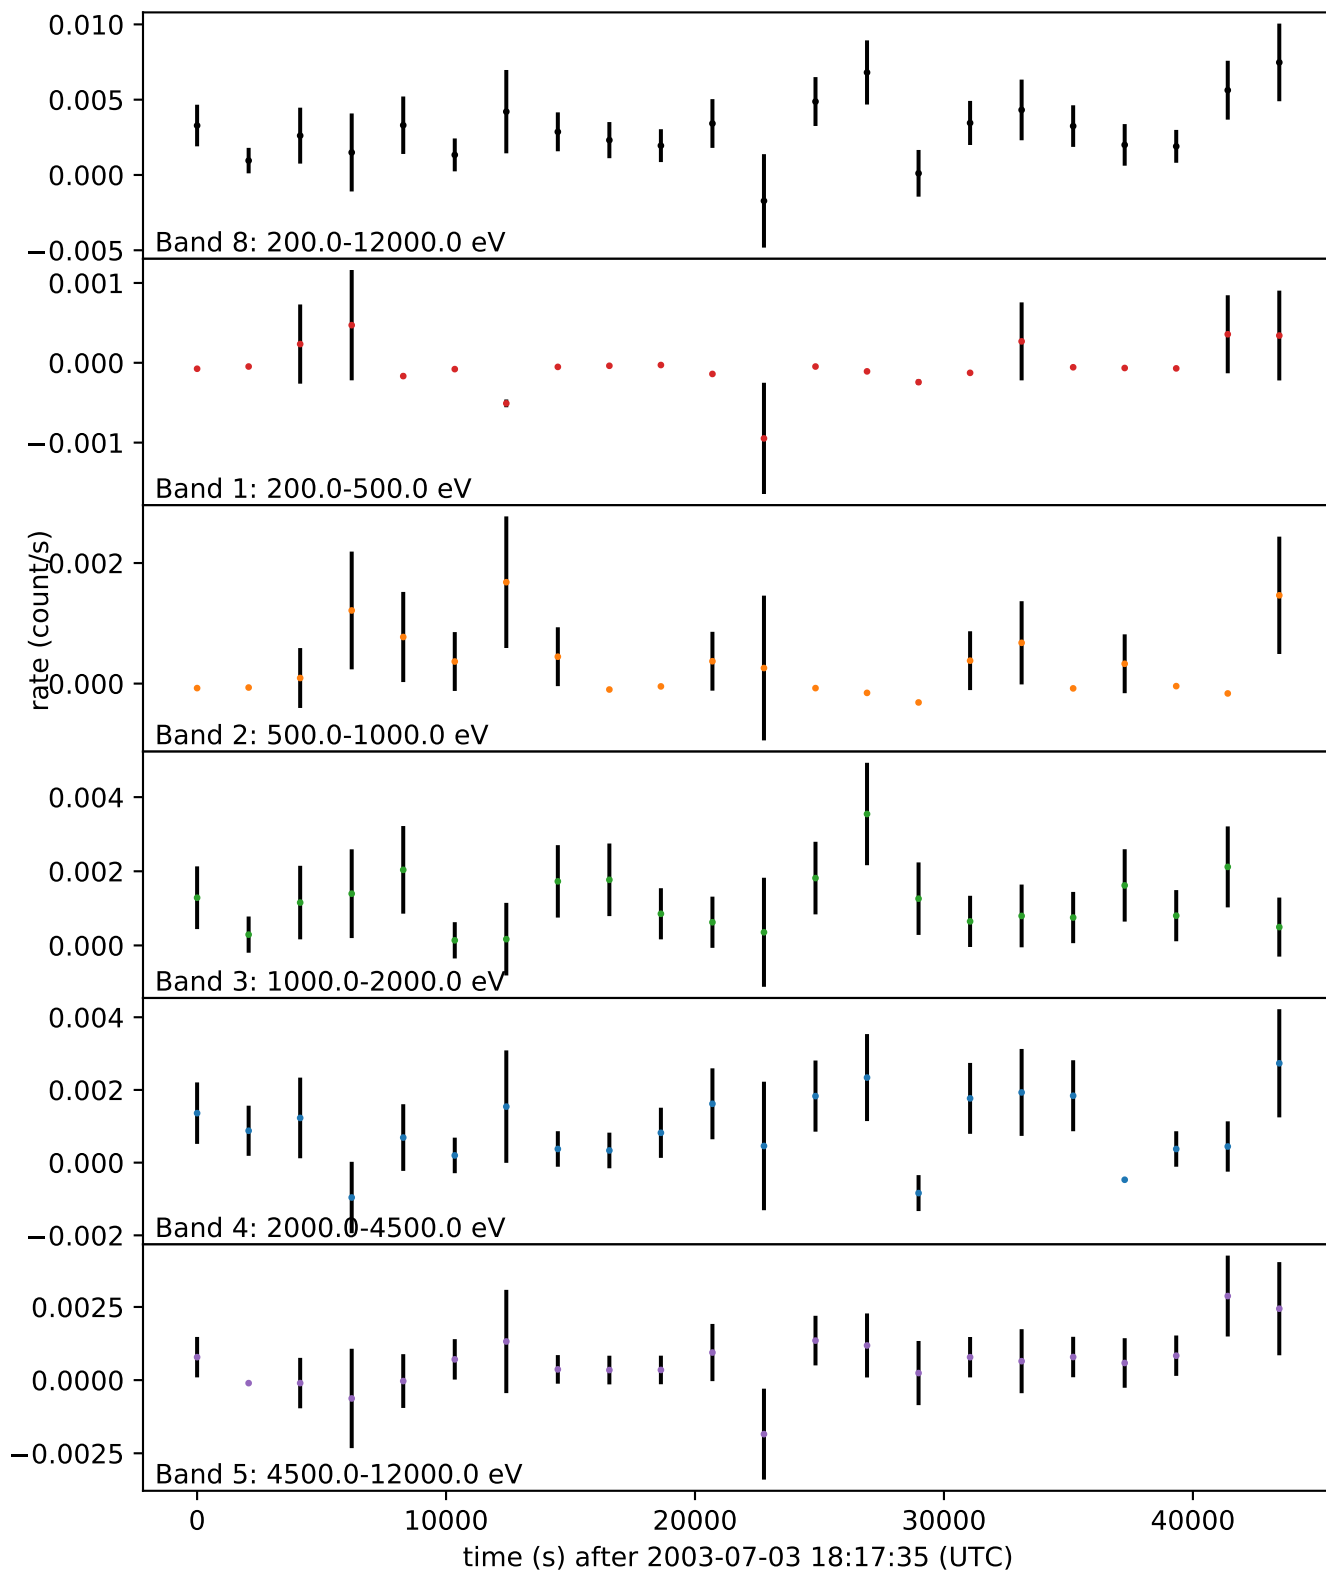 0.010
0.005
0.000
−0.005
Band 8: 200.0-12000.0 eV
0.001
0.000
−0.001
Band 1: 200.0-500.0 eV
rate (count/s)
0.002
0.000
Band 2: 500.0-1000.0 eV
0.004
0.002
0.000
Band 3: 1000.0-2000.0 eV
0.004
0.002
0.000
−0.002
Band 4: 2000.0-4500.0 eV
0.0025
0.0000
−0.0025
Band 5: 4500.0-12000.0 eV
0 10000 20000 30000 40000
time (s) after 2003-07-03 18:17:35 (UTC)